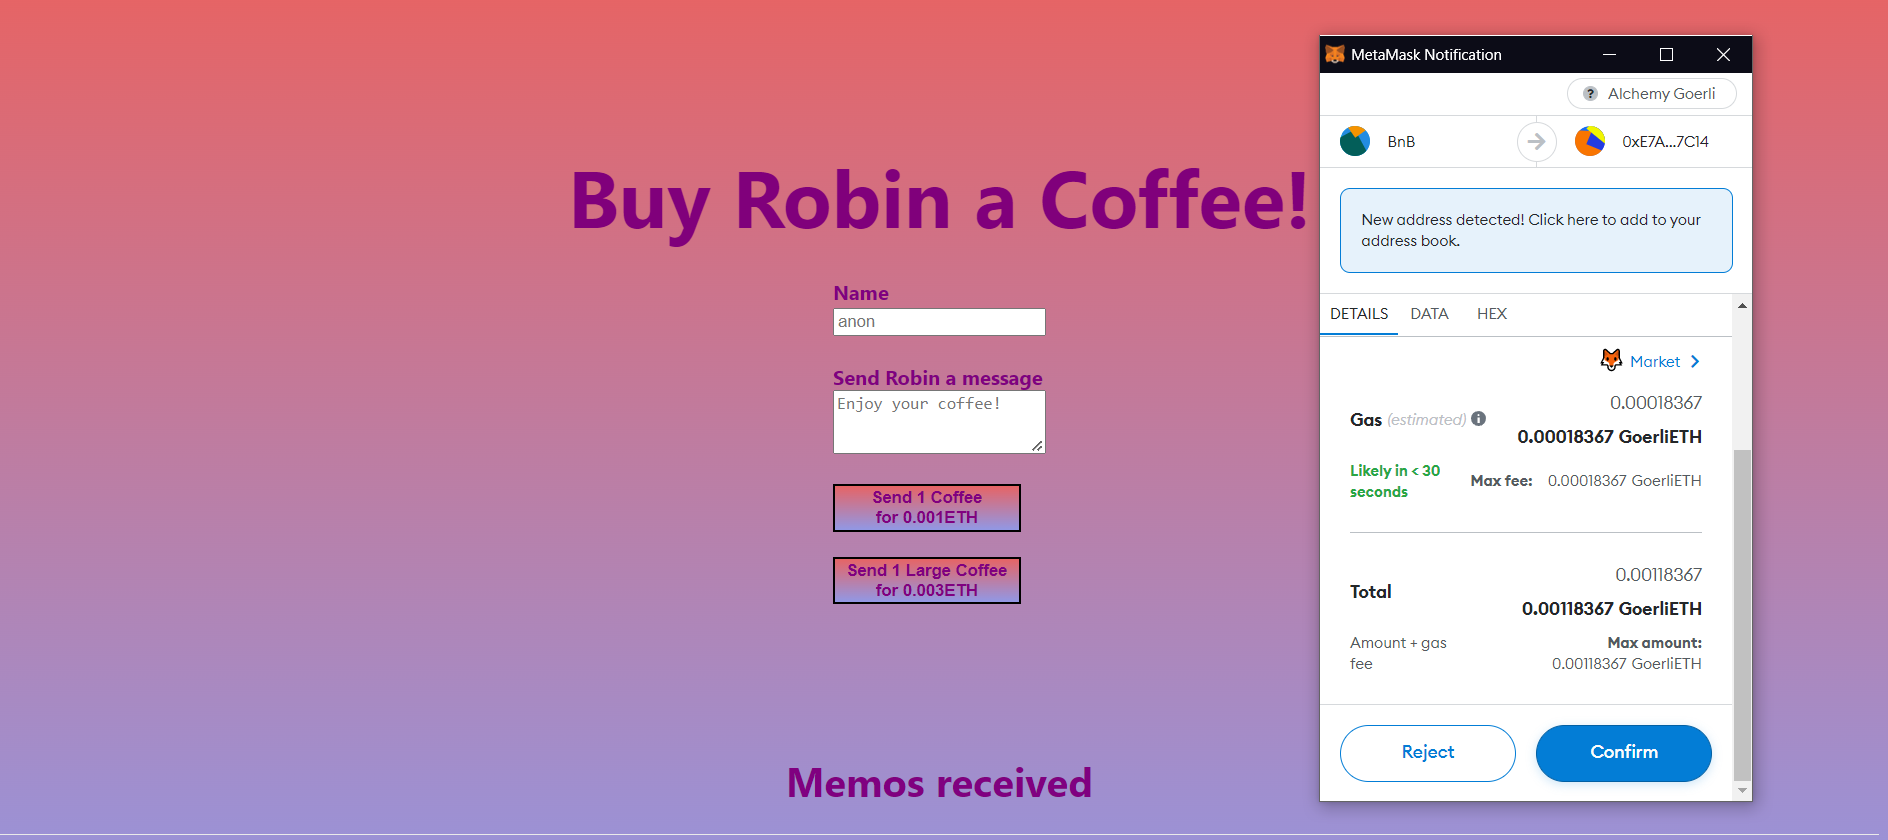 Buy Robin a Coffee!
Name
anon
Send Robin a message
Enjoy your coffee!
Send 1 Coffee
for 0.001ETH
Send 1 Large Coffee
for 0.003ETH
Memos received
MetaMask Notification
? Alchemy Goerli
BnB
0xE7A...7C14
New address detected! Click here to add to your
address book.
DETAILS DATA HEX
Market
0.00018367
Gas (estimated) i
0.00018367 GoerliETH
Likely in < 30
seconds
Max fee: 0.00018367 GoerliETH
0.00118367
Total
0.00118367 GoerliETH
Amount + gas
fee
Max amount:
0.00118367 GoerliETH
Reject
Confirm